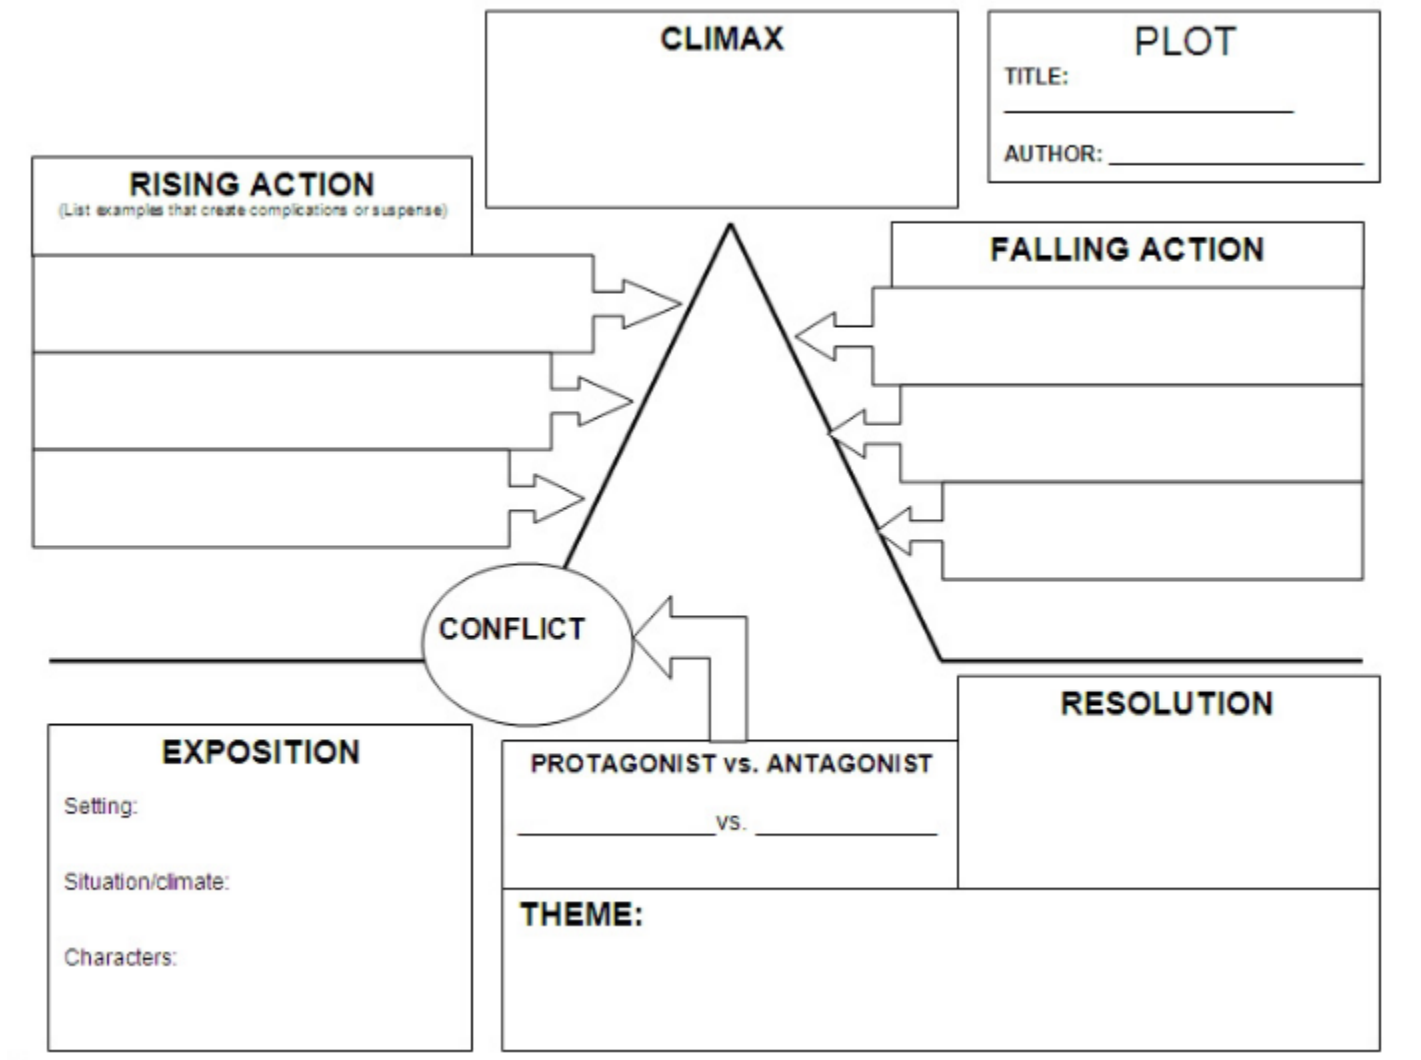 CLIMAX
PLOT
TITLE:
AUTHOR:
RISING ACTION
(List examples that create complications or suspense)
FALLING ACTION
CONFLICT
EXPOSITION
Setting:
Situation/climate:
Characters:
PROTAGONIST vs. ANTAGONIST
vs.
RESOLUTION
THEME: